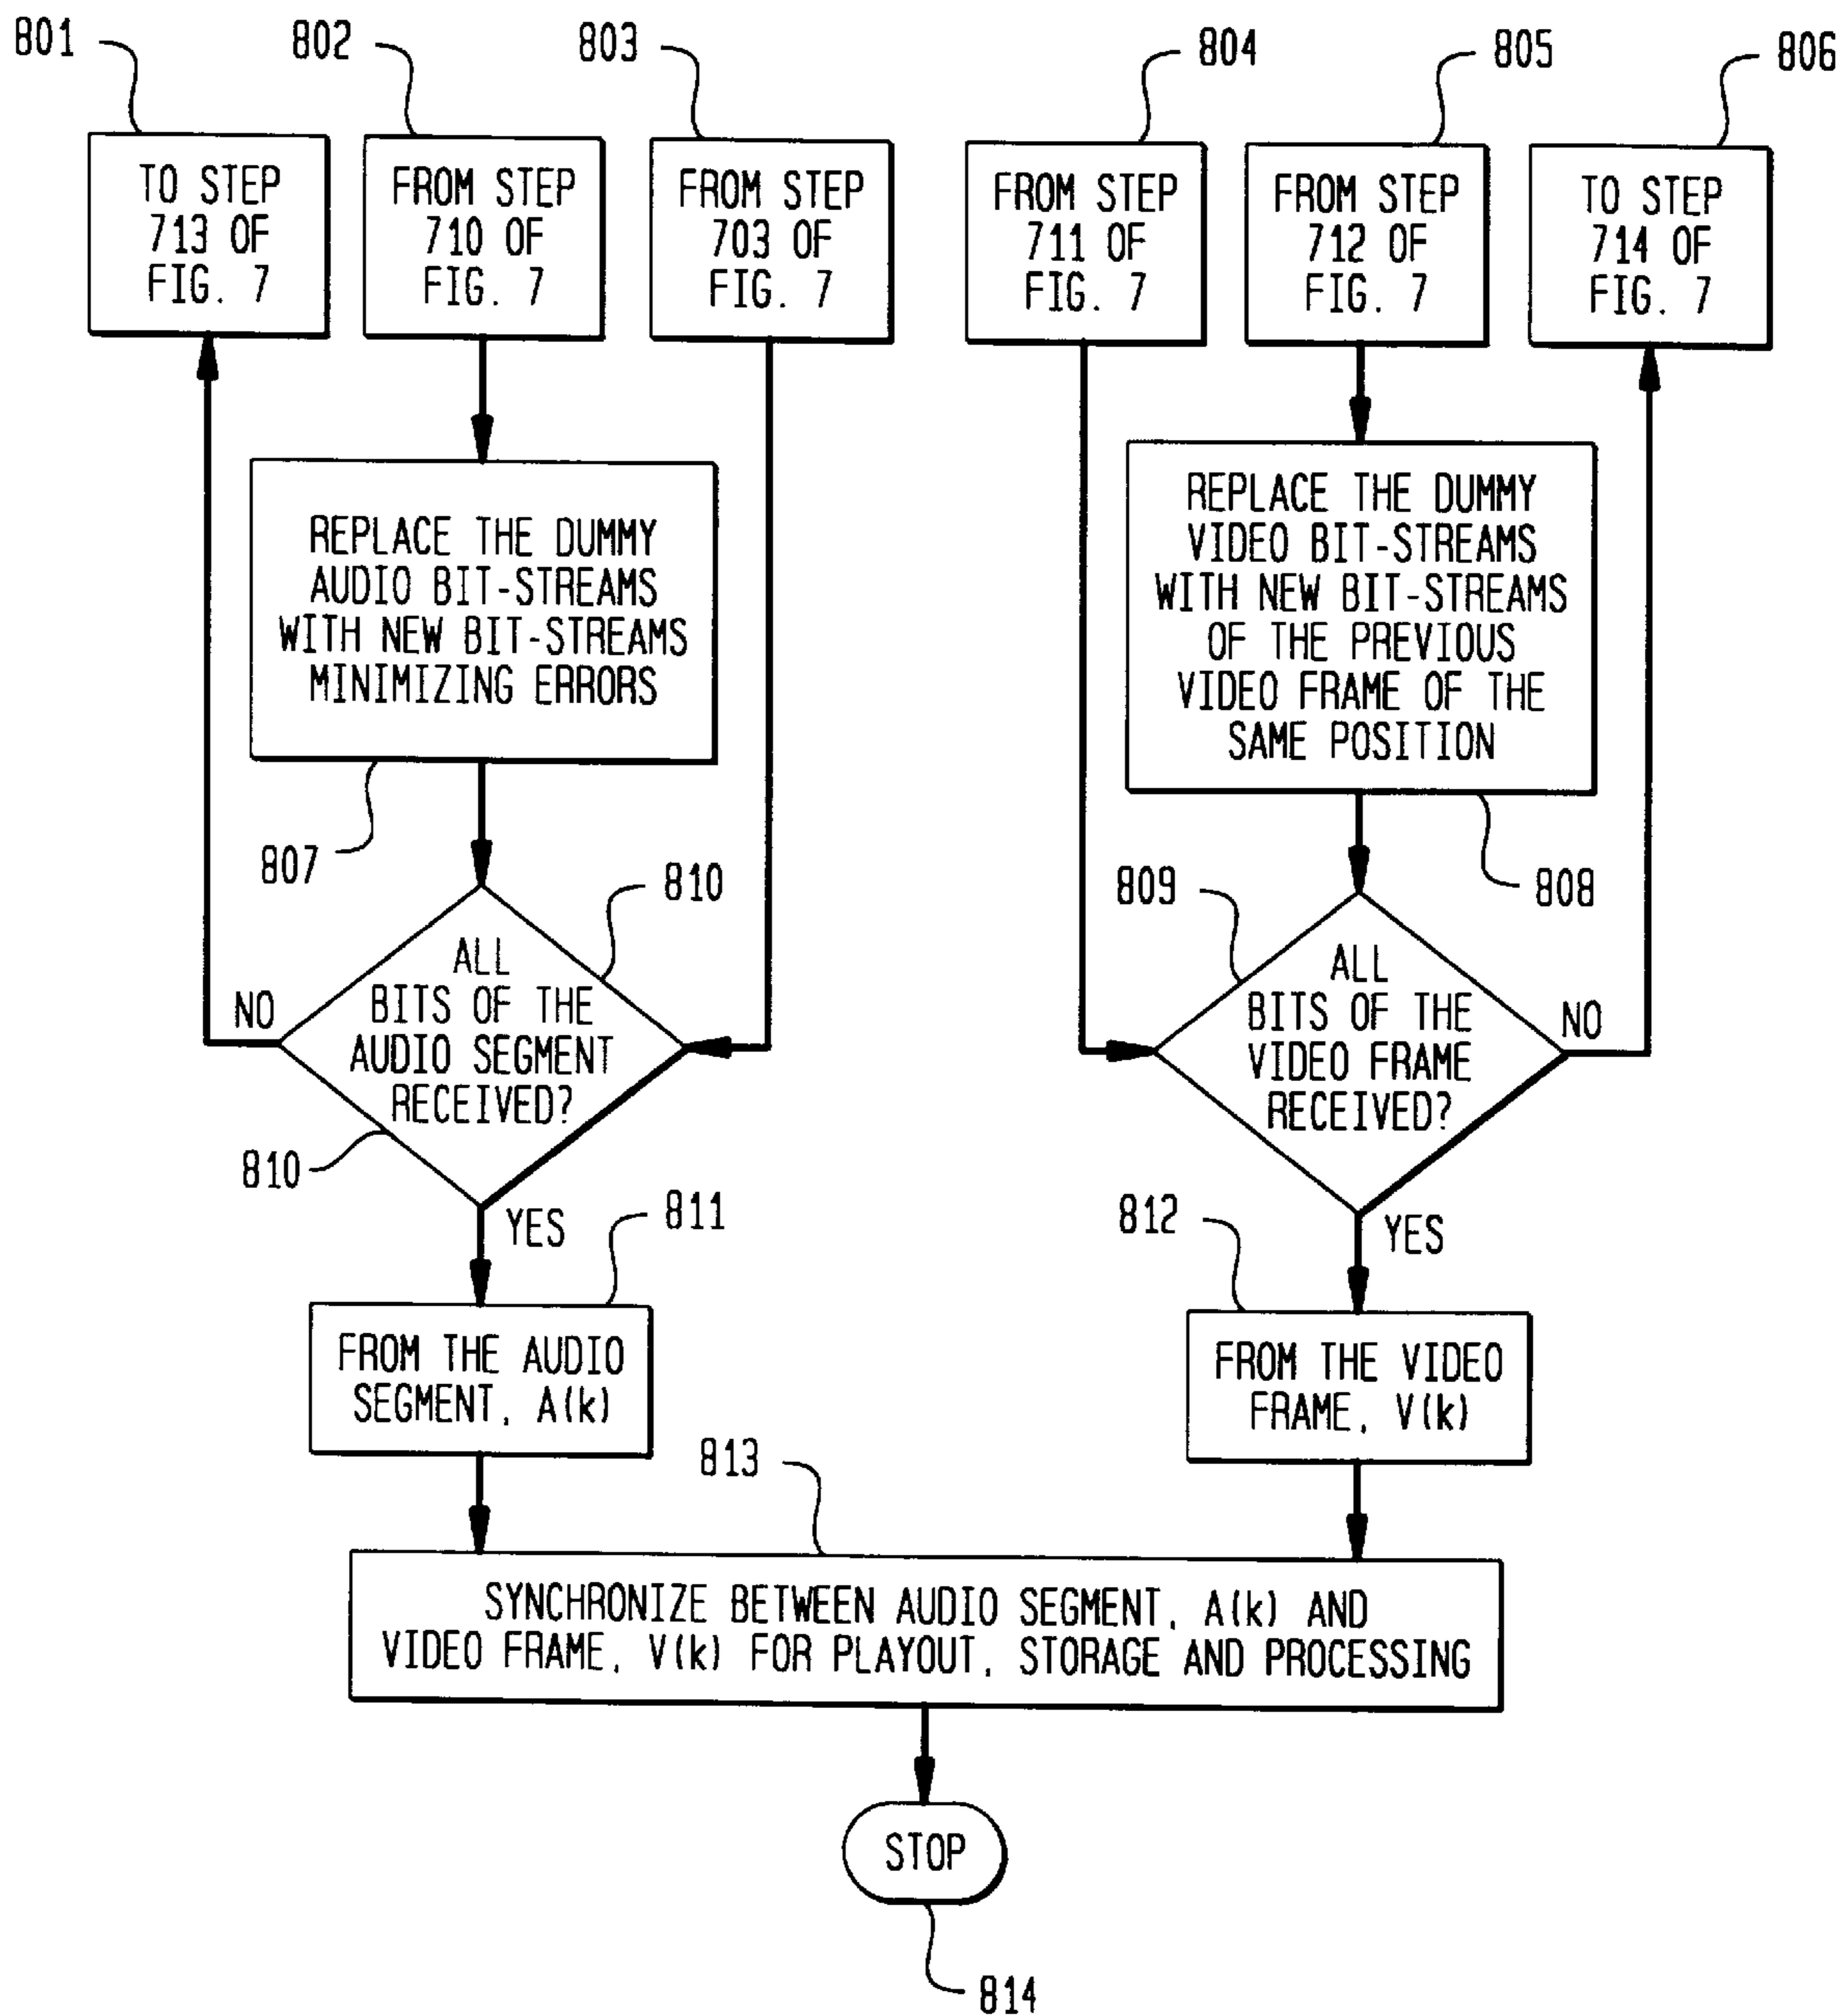 801
802
803
804
805
806
TO STEP
713 OF
FIG. 7
FROM STEP
710 OF
FIG. 7
FROM STEP
703 OF
FIG. 7
FROM STEP
711 OF
FIG. 7
FROM STEP
712 OF
FIG. 7
TO STEP
714 OF
FIG. 7
REPLACE THE DUMMY
AUDIO BIT-STREAMS
WITH NEW BIT-STREAMS
MINIMIZING ERRORS
REPLACE THE DUMMY
VIDEO BIT-STREAMS
WITH NEW BIT-STREAMS
OF THE PREVIOUS
VIDEO FRAME OF THE
SAME POSITION
807
810
809
808
ALL
BITS OF THE
AUDIO SEGMENT
RECEIVED?
NO
ALL
BITS OF THE
VIDEO FRAME
RECEIVED?
NO
810
YES
811
812
YES
FROM THE AUDIO
SEGMENT, A(k)
FROM THE VIDEO
FRAME, V(k)
813
SYNCHRONIZE BETWEEN AUDIO SEGMENT, A(k) AND
VIDEO FRAME, V(k) FOR PLAYOUT, STORAGE AND PROCESSING
STOP
814